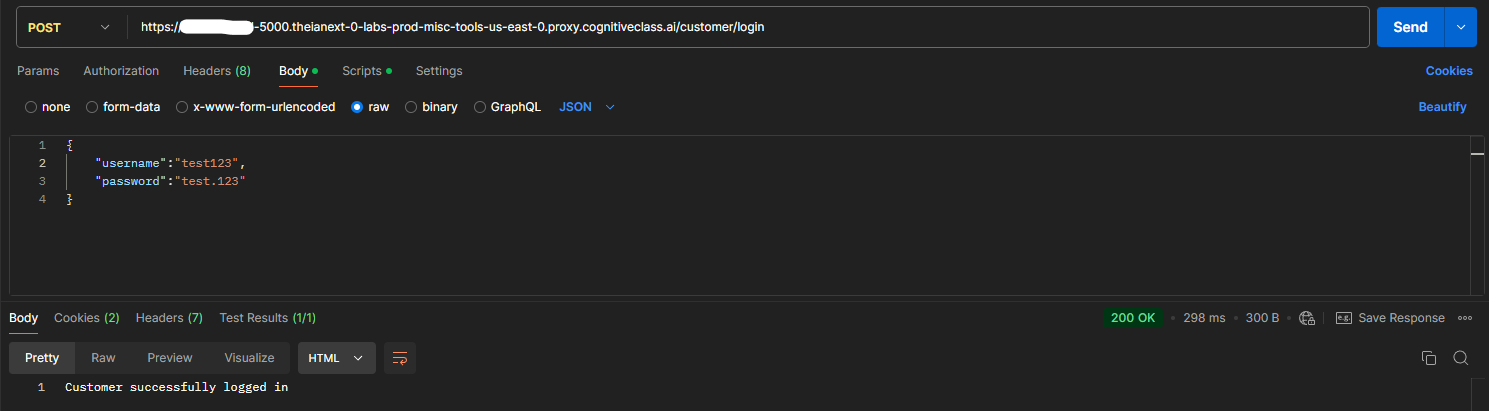 POST https:// -5000.theianext-0-labs-prod-misc-tools-us-east-0.proxy.cognitiveclass.ai/customer/login Send
Params Authorization Headers (8) Body Scripts Settings Cookies
none form-data x-www-form-urlencoded raw binary GraphQL JSON Beautify
1 {
2 "username":"test123",
3 "password":"test.123"
4 }
Body Cookies (2) Headers (7) Test Results (1/1) 200 OK • 298 ms • 300 B • e.g. Save Response
Pretty Raw Preview Visualize HTML
1 Customer successfully logged in